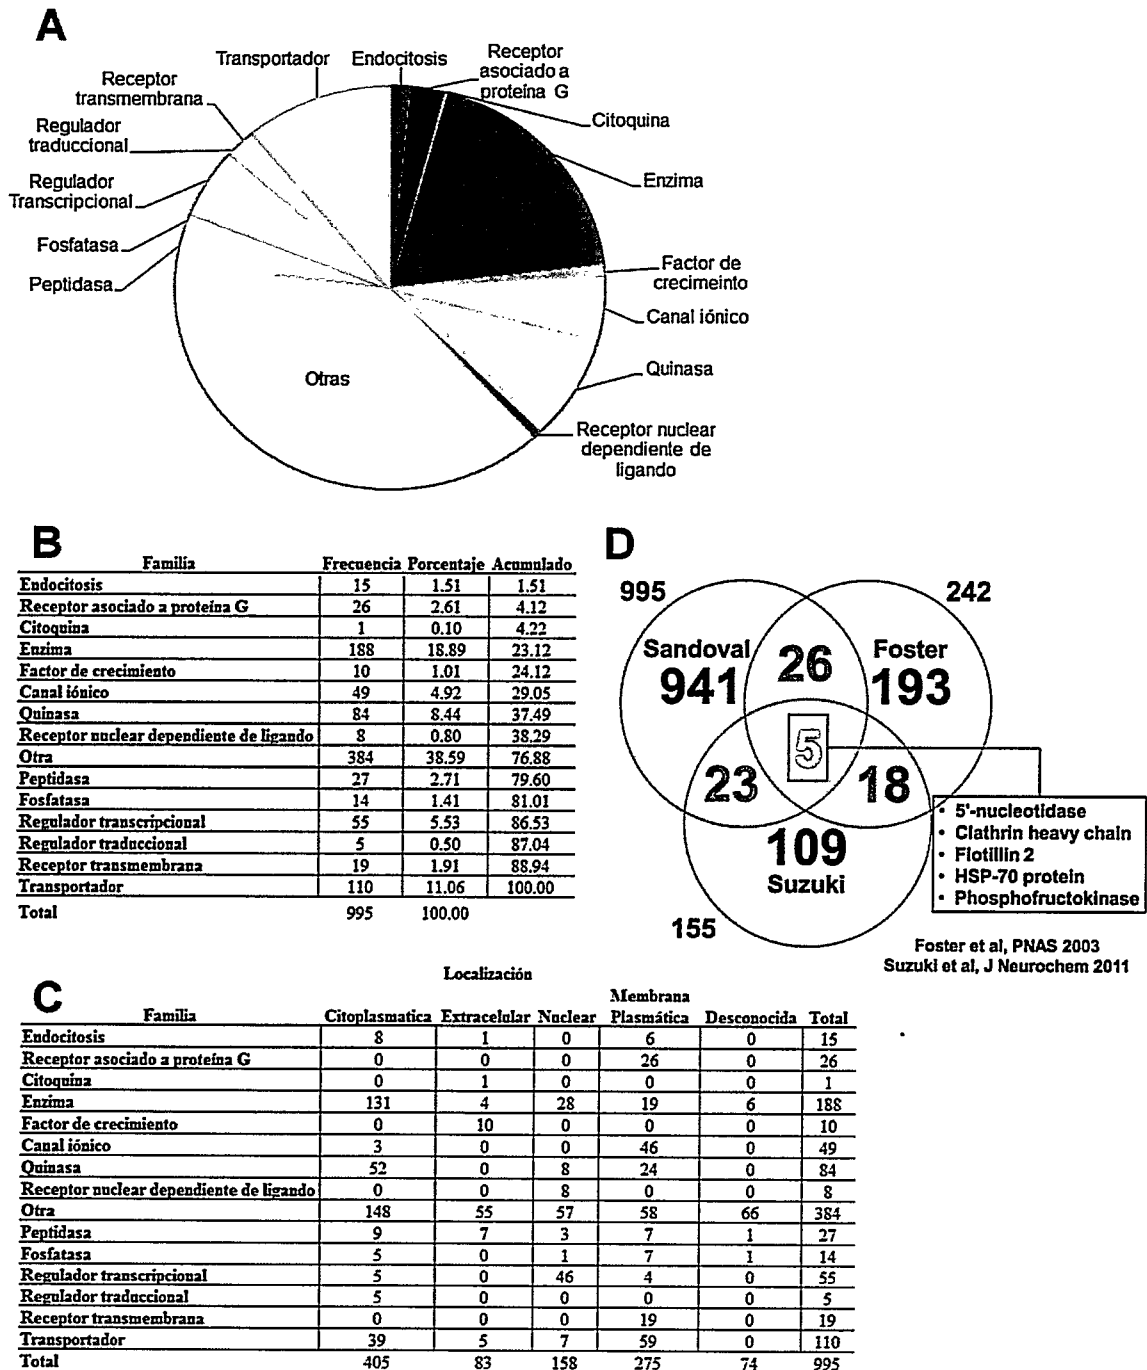 A
Transportador
Endocitosis
Receptor
asociado a
proteína G
Receptor
transmembrana
Citoquina
Regulador
traduccional
Enzima
Regulador
Transcripcional
Fosfatasa
Factor de
crecimeinto
Peptidasa
Canal iónico
Otras
Quinasa
Receptor nuclear
dependiente de
ligando
B
Familia Frecuencia Porcentaje Acumulado
Endocitosis 15 1.51 1.51
Receptor asociado a proteína G 26 2.61 4.12
Citoquina 1 0.10 4.22
Enzima 188 18.89 23.12
Factor de crecimiento 10 1.01 24.12
Canal iónico 49 4.92 29.05
Quinasa 84 8.44 37.49
Receptor nuclear dependiente de ligando 8 0.80 38.29
Otra 384 38.59 76.88
Peptidasa 27 2.71 79.60
Fosfatasa 14 1.41 81.01
Regulador transcripcional 55 5.53 86.53
Regulador traduccional 5 0.50 87.04
Receptor transmembrana 19 1.91 88.94
Transportador 110 11.06 100.00
Total 995 100.00
D
995 242
Sandoval 26 Foster
941 193
5
23 18
109
Suzuki
155
• 5'-nucleotidase
• Clathrin heavy chain
• Flotillin 2
• HSP-70 protein
• Phosphofructokinase
Foster et al, PNAS 2003
Suzuki et al, J Neurochem 2011
C
Localización
Membrana
Familia Citoplasmatica Extracelular Nuclear Plasmática Desconocida Total
Endocitosis 8 1 0 6 0 15
Receptor asociado a proteína G 0 0 0 26 0 26
Citoquina 0 1 0 0 0 1
Enzima 131 4 28 19 6 188
Factor de crecimiento 0 10 0 0 0 10
Canal iónico 3 0 0 46 0 49
Quinasa 52 0 8 24 0 84
Receptor nuclear dependiente de ligando 0 0 8 0 0 8
Otra 148 55 57 58 66 384
Peptidasa 9 7 3 7 1 27
Fosfatasa 5 0 1 7 1 14
Regulador transcripcional 5 0 46 4 0 55
Regulador traduccional 5 0 0 0 0 5
Receptor transmembrana 0 0 0 19 0 19
Transportador 39 5 7 59 0 110
Total 405 83 158 275 74 995